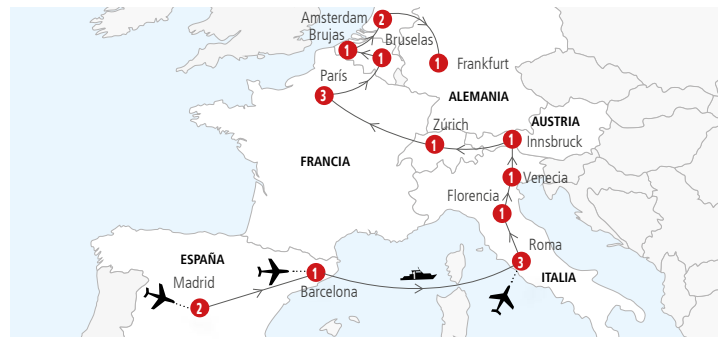 Amsterdam
2
Brujas
1
Bruselas
1
1
Frankfurt
París
3
ALEMANIA
Zúrich
1
AUSTRIA
1
Innsbruck
FRANCIA
1
Venecia
Florencia
1
Roma
3
ITALIA
ESPAÑA
Madrid
2
1
Barcelona